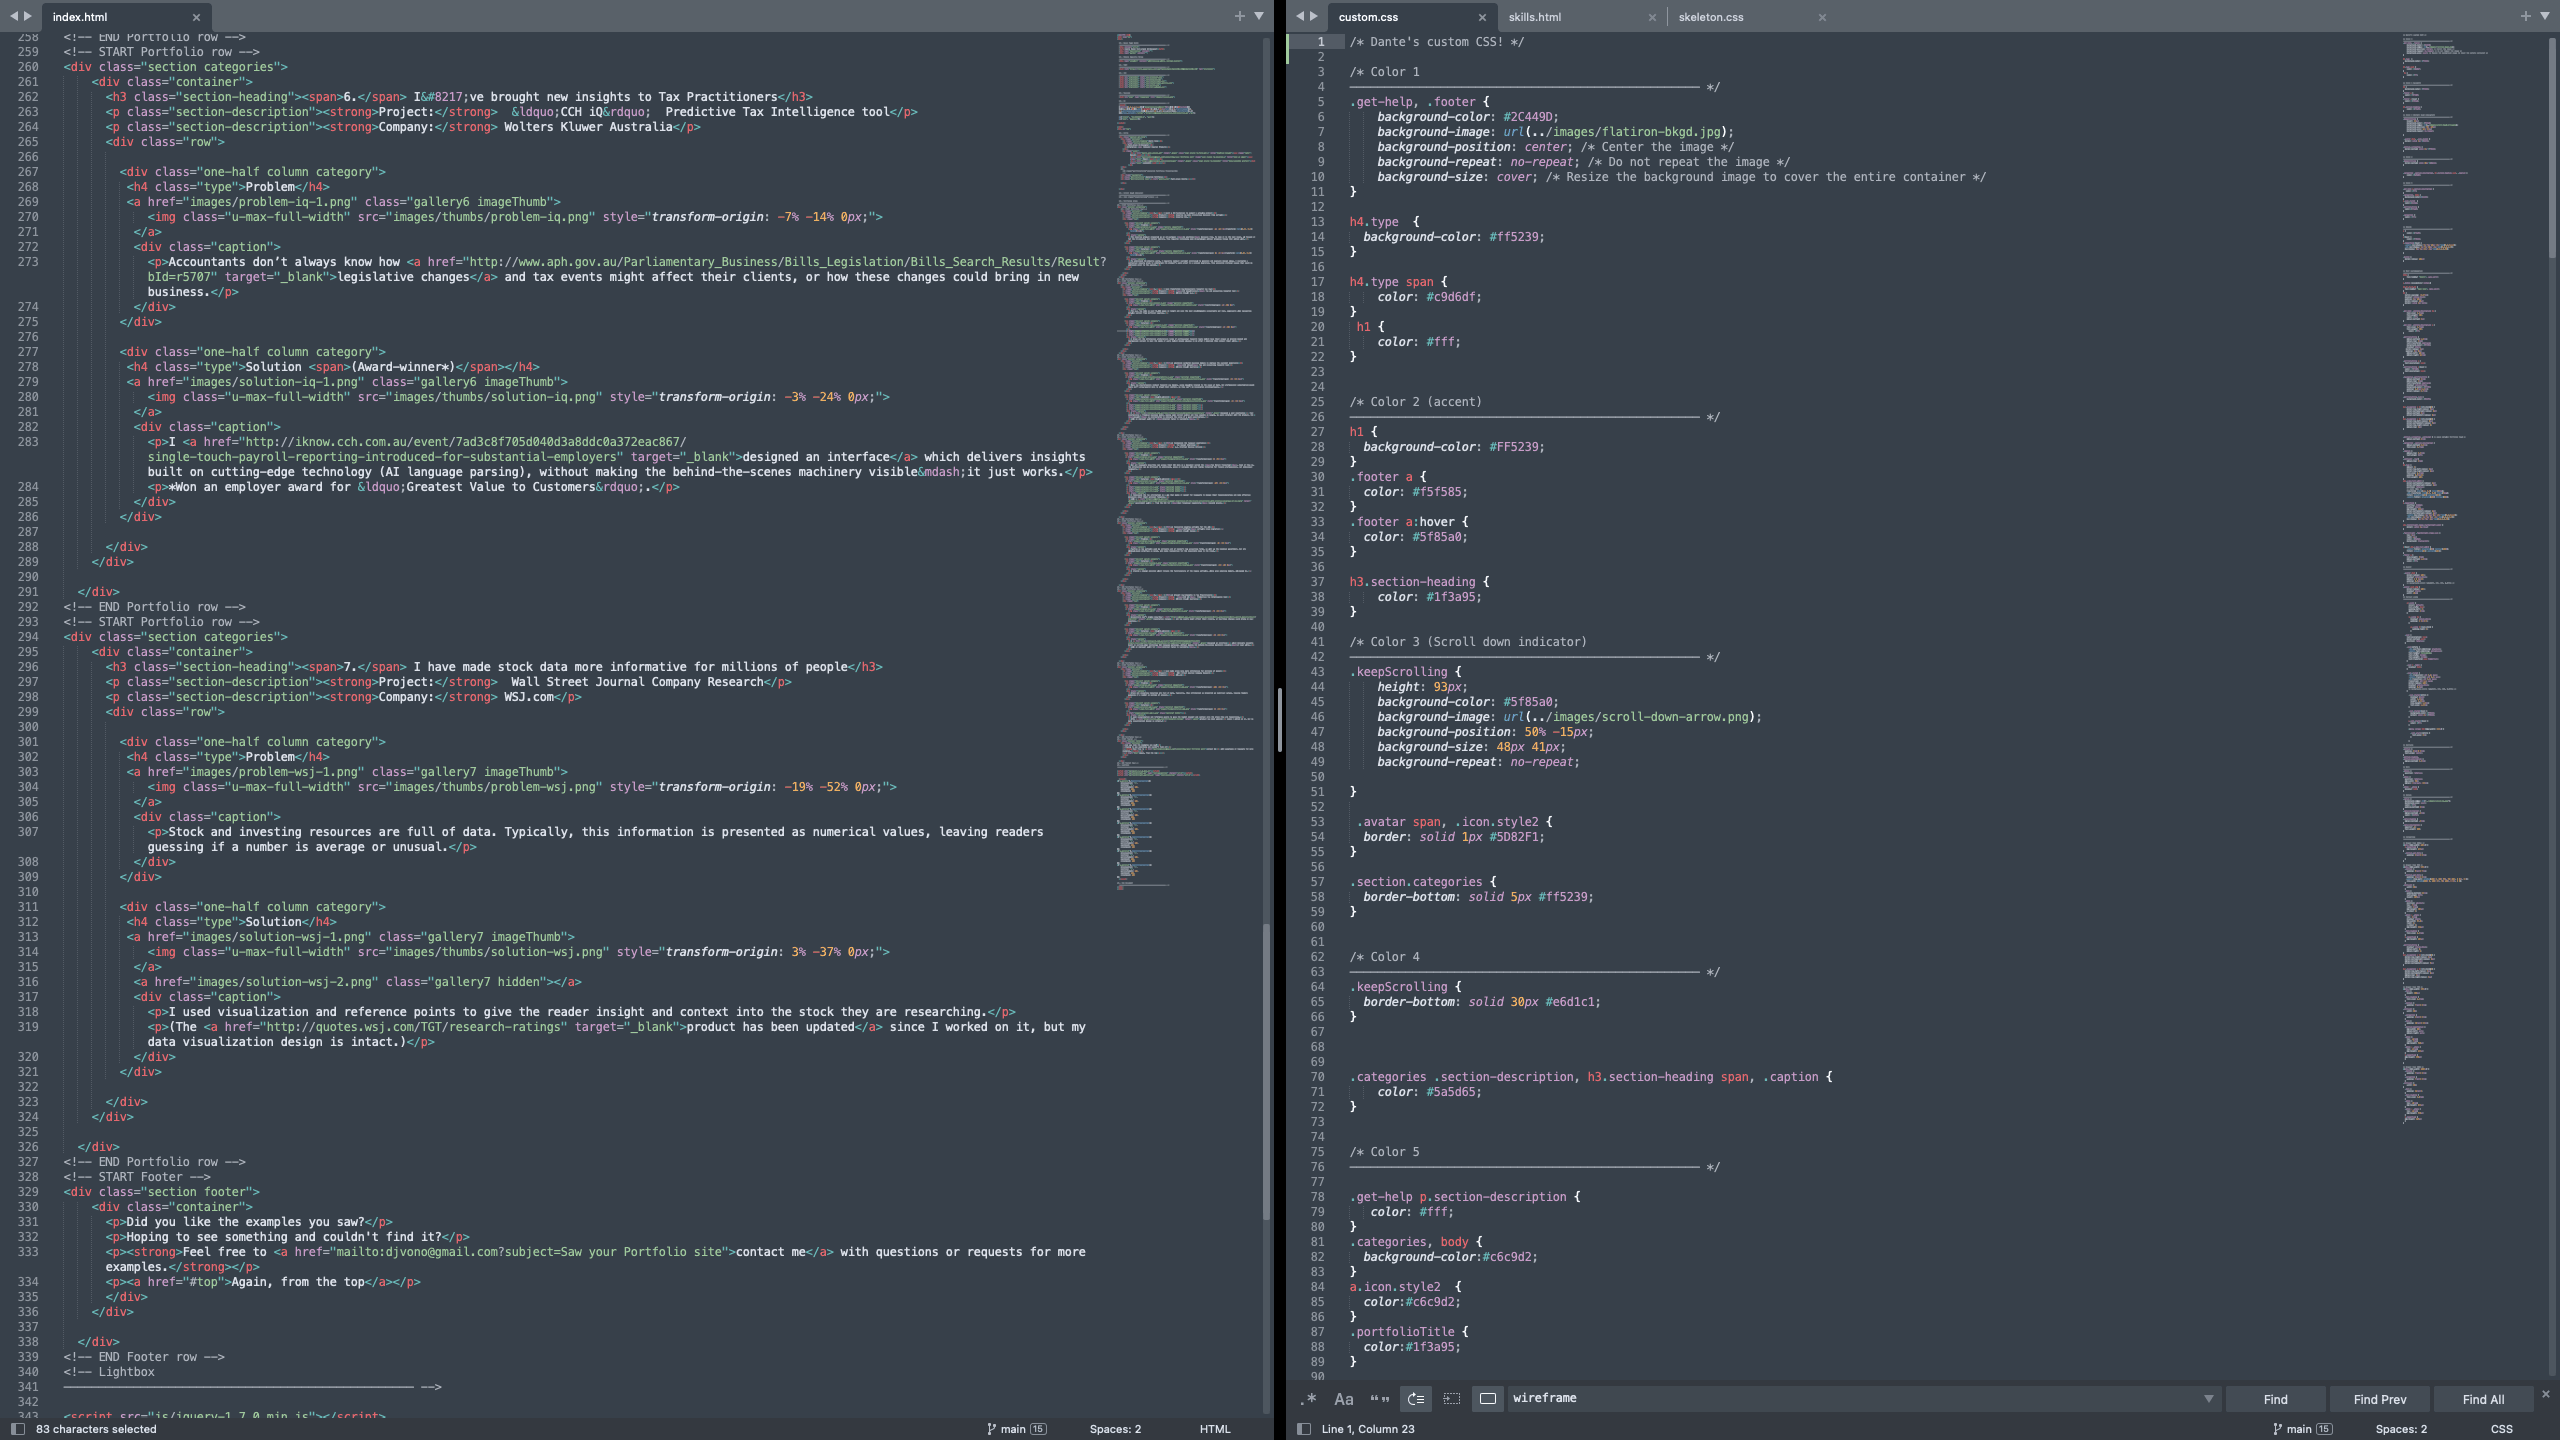 index.html
258 <!-- END Portfolio row -->
259 <!-- START Portfolio row -->
260 <div class="section categories">
261 <div class="container">
262 <h3 class="section-heading"><span>6.</span> I&#8217;ve brought new insights to Tax Practitioners</h3>
263 <p class="section-description"><strong>Project:</strong>  &ldquo;CCH iQ&rdquo;  Predictive Tax Intelligence tool</p>
264 <p class="section-description"><strong>Company:</strong> Wolters Kluwer Australia</p>
265 <div class="row">
266
267 <div class="one-half column category">
268 <h4 class="type">Problem</h4>
269 <a href="images/problem-iq-1.png" class="gallery6 imageThumb">
270 <img class="u-max-full-width" src="images/thumbs/problem-iq.png" style="transform-origin: -7% -14% 0px;">
271 </a>
272 <div class="caption">
273 <p>Accountants don’t always know how <a href="http://www.aph.gov.au/Parliamentary_Business/Bills_Legislation/Bills_Search_Results/Result?
bId=r5707" target="_blank">legislative changes</a> and tax events might affect their clients, or how these changes could bring in new
business.</p>
274 </div>
275 </div>
276
277 <div class="one-half column category">
278 <h4 class="type">Solution <span>(Award-winner*)</span></h4>
279 <a href="images/solution-iq-1.png" class="gallery6 imageThumb">
280 <img class="u-max-full-width" src="images/thumbs/solution-iq.png" style="transform-origin: -3% -24% 0px;">
281 </a>
282 <div class="caption">
283 <p>I <a href="http://iknow.cch.com.au/event/7ad3c8f705d040d3a8ddc0a372eac867/
single-touch-payroll-reporting-introduced-for-substantial-employers" target="_blank">designed an interface</a> which delivers insights
built on cutting-edge technology (AI language parsing), without making the behind-the-scenes machinery visible&mdash;it just works.</p>
284 <p>*Won an employer award for &ldquo;Greatest Value to Customers&rdquo;.</p>
285 </div>
286 </div>
287
288 </div>
289 </div>
290
291 </div>
292 <!-- END Portfolio row -->
293 <!-- START Portfolio row -->
294 <div class="section categories">
295 <div class="container">
296 <h3 class="section-heading"><span>7.</span> I have made stock data more informative for millions of people</h3>
297 <p class="section-description"><strong>Project:</strong>  Wall Street Journal Company Research</p>
298 <p class="section-description"><strong>Company:</strong> WSJ.com</p>
299 <div class="row">
300
301 <div class="one-half column category">
302 <h4 class="type">Problem</h4>
303 <a href="images/problem-wsj-1.png" class="gallery7 imageThumb">
304 <img class="u-max-full-width" src="images/thumbs/problem-wsj.png" style="transform-origin: -19% -52% 0px;">
305 </a>
306 <div class="caption">
307 <p>Stock and investing resources are full of data. Typically, this information is presented as numerical values, leaving readers
guessing if a number is average or unusual.</p>
308 </div>
309 </div>
310
311 <div class="one-half column category">
312 <h4 class="type">Solution</h4>
313 <a href="images/solution-wsj-1.png" class="gallery7 imageThumb">
314 <img class="u-max-full-width" src="images/thumbs/solution-wsj.png" style="transform-origin: 3% -37% 0px;">
315 </a>
316 <a href="images/solution-wsj-2.png" class="gallery7 hidden"></a>
317 <div class="caption">
318 <p>I used visualization and reference points to give the reader insight and context into the stock they are researching.</p>
319 <p>(The <a href="http://quotes.wsj.com/TGT/research-ratings" target="_blank">product has been updated</a> since I worked on it, but my
data visualization design is intact.)</p>
320 </div>
321 </div>
322
323 </div>
324 </div>
325
326 </div>
327 <!-- END Portfolio row -->
328 <!-- START Footer -->
329 <div class="section footer">
330 <div class="container">
331 <p>Did you like the examples you saw?</p>
332 <p>Hoping to see something and couldn't find it?</p>
333 <p><strong>Feel free to <a href="mailto:djvono@gmail.com?subject=Saw your Portfolio site">contact me</a> with questions or requests for more
examples.</strong></p>
334 <p><a href="#top">Again, from the top</a></p>
335 </div>
336 </div>
337
338 </div>
339 <!-- END Footer row -->
340 <!-- Lightbox
341 –––––––––––––––––––––––––––––––––––––––––––––––––– -->
342
343 <script src="js/jquery-1.7.0.min.js"></script>
83 characters selected
main 15
Spaces: 2
HTML
custom.css
skills.html
skeleton.css
1 /* Dante's custom CSS! */
2
3 /* Color 1
4 –––––––––––––––––––––––––––––––––––––––––––––––––– */
5 .get-help, .footer {
6 background-color: #2C449D;
7 background-image: url(../images/flatiron-bkgd.jpg);
8 background-position: center; /* Center the image */
9 background-repeat: no-repeat; /* Do not repeat the image */
10 background-size: cover; /* Resize the background image to cover the entire container */
11 }
12
13 h4.type  {
14 background-color: #ff5239;
15 }
16
17 h4.type span {
18 color: #c9d6df;
19 }
20 h1 {
21 color: #fff;
22 }
23
24
25 /* Color 2 (accent)
26 –––––––––––––––––––––––––––––––––––––––––––––––––– */
27 h1 {
28 background-color: #FF5239;
29 }
30 .footer a {
31 color: #f5f585;
32 }
33 .footer a:hover {
34 color: #5f85a0;
35 }
36
37 h3.section-heading {
38 color: #1f3a95;
39 }
40
41 /* Color 3 (Scroll down indicator)
42 –––––––––––––––––––––––––––––––––––––––––––––––––– */
43 .keepScrolling {
44 height: 93px;
45 background-color: #5f85a0;
46 background-image: url(../images/scroll-down-arrow.png);
47 background-position: 50% -15px;
48 background-size: 48px 41px;
49 background-repeat: no-repeat;
50
51 }
52
53 .avatar span, .icon.style2 {
54 border: solid 1px #5D82F1;
55 }
56
57 .section.categories {
58 border-bottom: solid 5px #ff5239;
59 }
60
61
62 /* Color 4
63 –––––––––––––––––––––––––––––––––––––––––––––––––– */
64 .keepScrolling {
65 border-bottom: solid 30px #e6d1c1;
66 }
67
68
69
70 .categories .section-description, h3.section-heading span, .caption {
71 color: #5a5d65;
72 }
73
74
75 /* Color 5
76 –––––––––––––––––––––––––––––––––––––––––––––––––– */
77
78 .get-help p.section-description {
79 color: #fff;
80 }
81 .categories, body {
82 background-color:#c6c9d2;
83 }
84 a.icon.style2  {
85 color:#c6c9d2;
86 }
87 .portfolioTitle {
88 color:#1f3a95;
89 }
90
.* Aa “” wireframe
Find
Find Prev
Find All
Line 1, Column 23
main 15
Spaces: 2
CSS